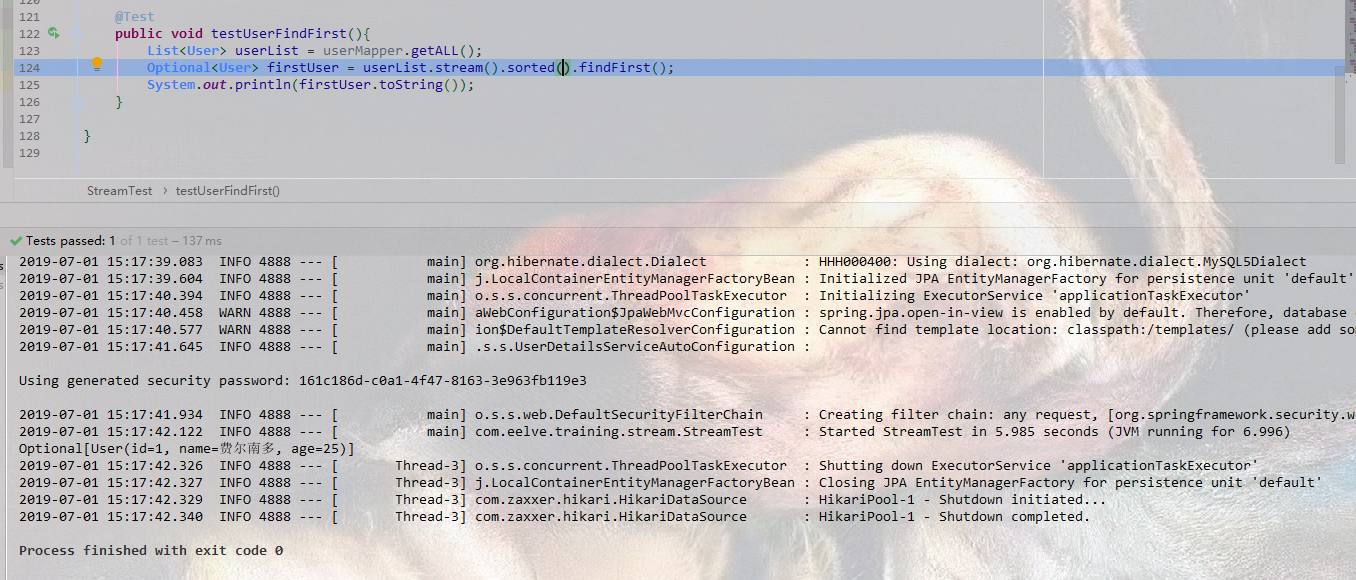 120
121 @Test
122 public void testUserFindFirst(){
123 List<User> userList = userMapper.getALL();
124 Optional<User> firstUser = userList.stream().sorted().findFirst();
125 System.out.println(firstUser.toString());
126 }
127
128 }
129
StreamTest › testUserFindFirst()
Tests passed: 1 of 1 test – 137 ms
2019-07-01 15:17:39.083 INFO 4888 --- [ main] org.hibernate.dialect.Dialect : HHH000400: Using dialect: org.hibernate.dialect.MySQL5Dialect
2019-07-01 15:17:39.604 INFO 4888 --- [ main] j.LocalContainerEntityManagerFactoryBean : Initialized JPA EntityManagerFactory for persistence unit 'default'
2019-07-01 15:17:40.394 INFO 4888 --- [ main] o.s.s.concurrent.ThreadPoolTaskExecutor : Initializing ExecutorService 'applicationTaskExecutor'
2019-07-01 15:17:40.458 WARN 4888 --- [ main] aWebConfiguration$JpaWebMvcConfiguration : spring.jpa.open-in-view is enabled by default. Therefore, database
2019-07-01 15:17:40.577 WARN 4888 --- [ main] ion$DefaultTemplateResolverConfiguration : Cannot find template location: classpath:/templates/ (please add so
2019-07-01 15:17:41.645 INFO 4888 --- [ main] .s.s.UserDetailsServiceAutoConfiguration :
Using generated security password: 161c186d-c0a1-4f47-8163-3e963fb119e3
2019-07-01 15:17:41.934 INFO 4888 --- [ main] o.s.s.web.DefaultSecurityFilterChain : Creating filter chain: any request, [org.springframework.security.w
2019-07-01 15:17:42.122 INFO 4888 --- [ main] com.eelve.training.stream.StreamTest : Started StreamTest in 5.985 seconds (JVM running for 6.996)
Optional[User(id=1, name=费尔南多, age=25)]
2019-07-01 15:17:42.326 INFO 4888 --- [ Thread-3] o.s.s.concurrent.ThreadPoolTaskExecutor : Shutting down ExecutorService 'applicationTaskExecutor'
2019-07-01 15:17:42.327 INFO 4888 --- [ Thread-3] j.LocalContainerEntityManagerFactoryBean : Closing JPA EntityManagerFactory for persistence unit 'default'
2019-07-01 15:17:42.329 INFO 4888 --- [ Thread-3] com.zaxxer.hikari.HikariDataSource : HikariPool-1 - Shutdown initiated...
2019-07-01 15:17:42.340 INFO 4888 --- [ Thread-3] com.zaxxer.hikari.HikariDataSource : HikariPool-1 - Shutdown completed.
Process finished with exit code 0